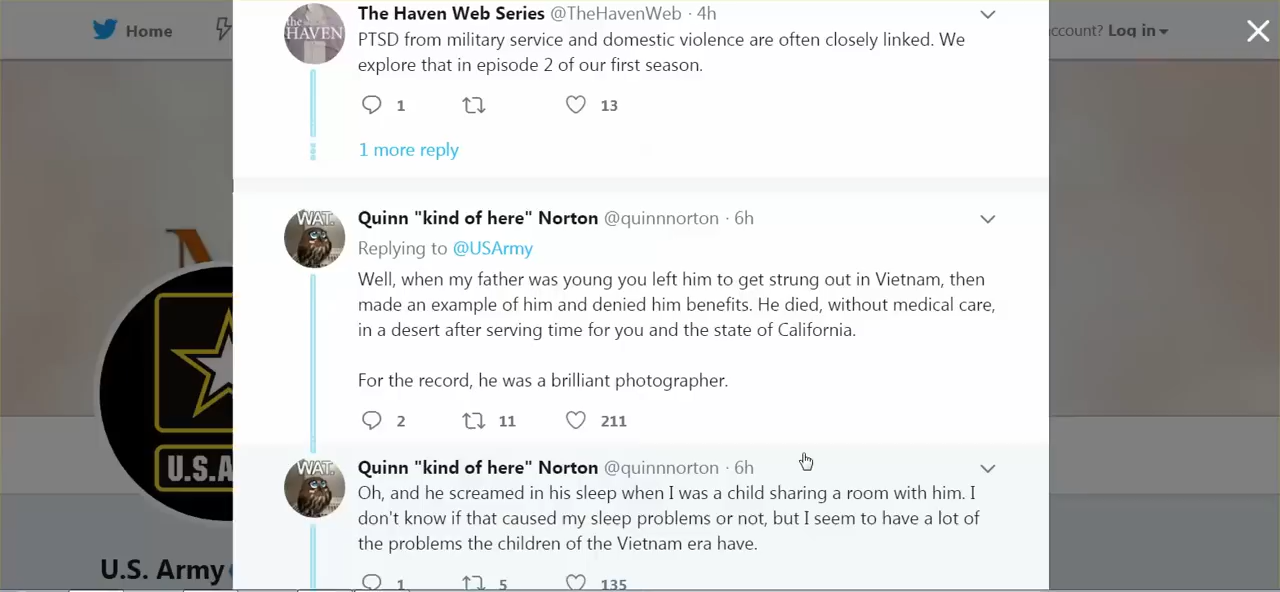 Home
The Haven Web Series @TheHavenWeb · 4h
PTSD from military service and domestic violence are often closely linked. We
explore that in episode 2 of our first season.
1 13
1 more reply
the HAVEN
ccount? Log in
WAT.
Quinn "kind of here" Norton @quinnnorton · 6h
Replying to @USArmy
Well, when my father was young you left him to get strung out in Vietnam, then
made an example of him and denied him benefits. He died, without medical care,
in a desert after serving time for you and the state of California.
For the record, he was a brilliant photographer.
2 11 211
WAT.
Quinn "kind of here" Norton @quinnnorton · 6h
Oh, and he screamed in his sleep when I was a child sharing a room with him. I
don't know if that caused my sleep problems or not, but I seem to have a lot of
the problems the children of the Vietnam era have.
1 5 135
U.S.A
U.S. Army